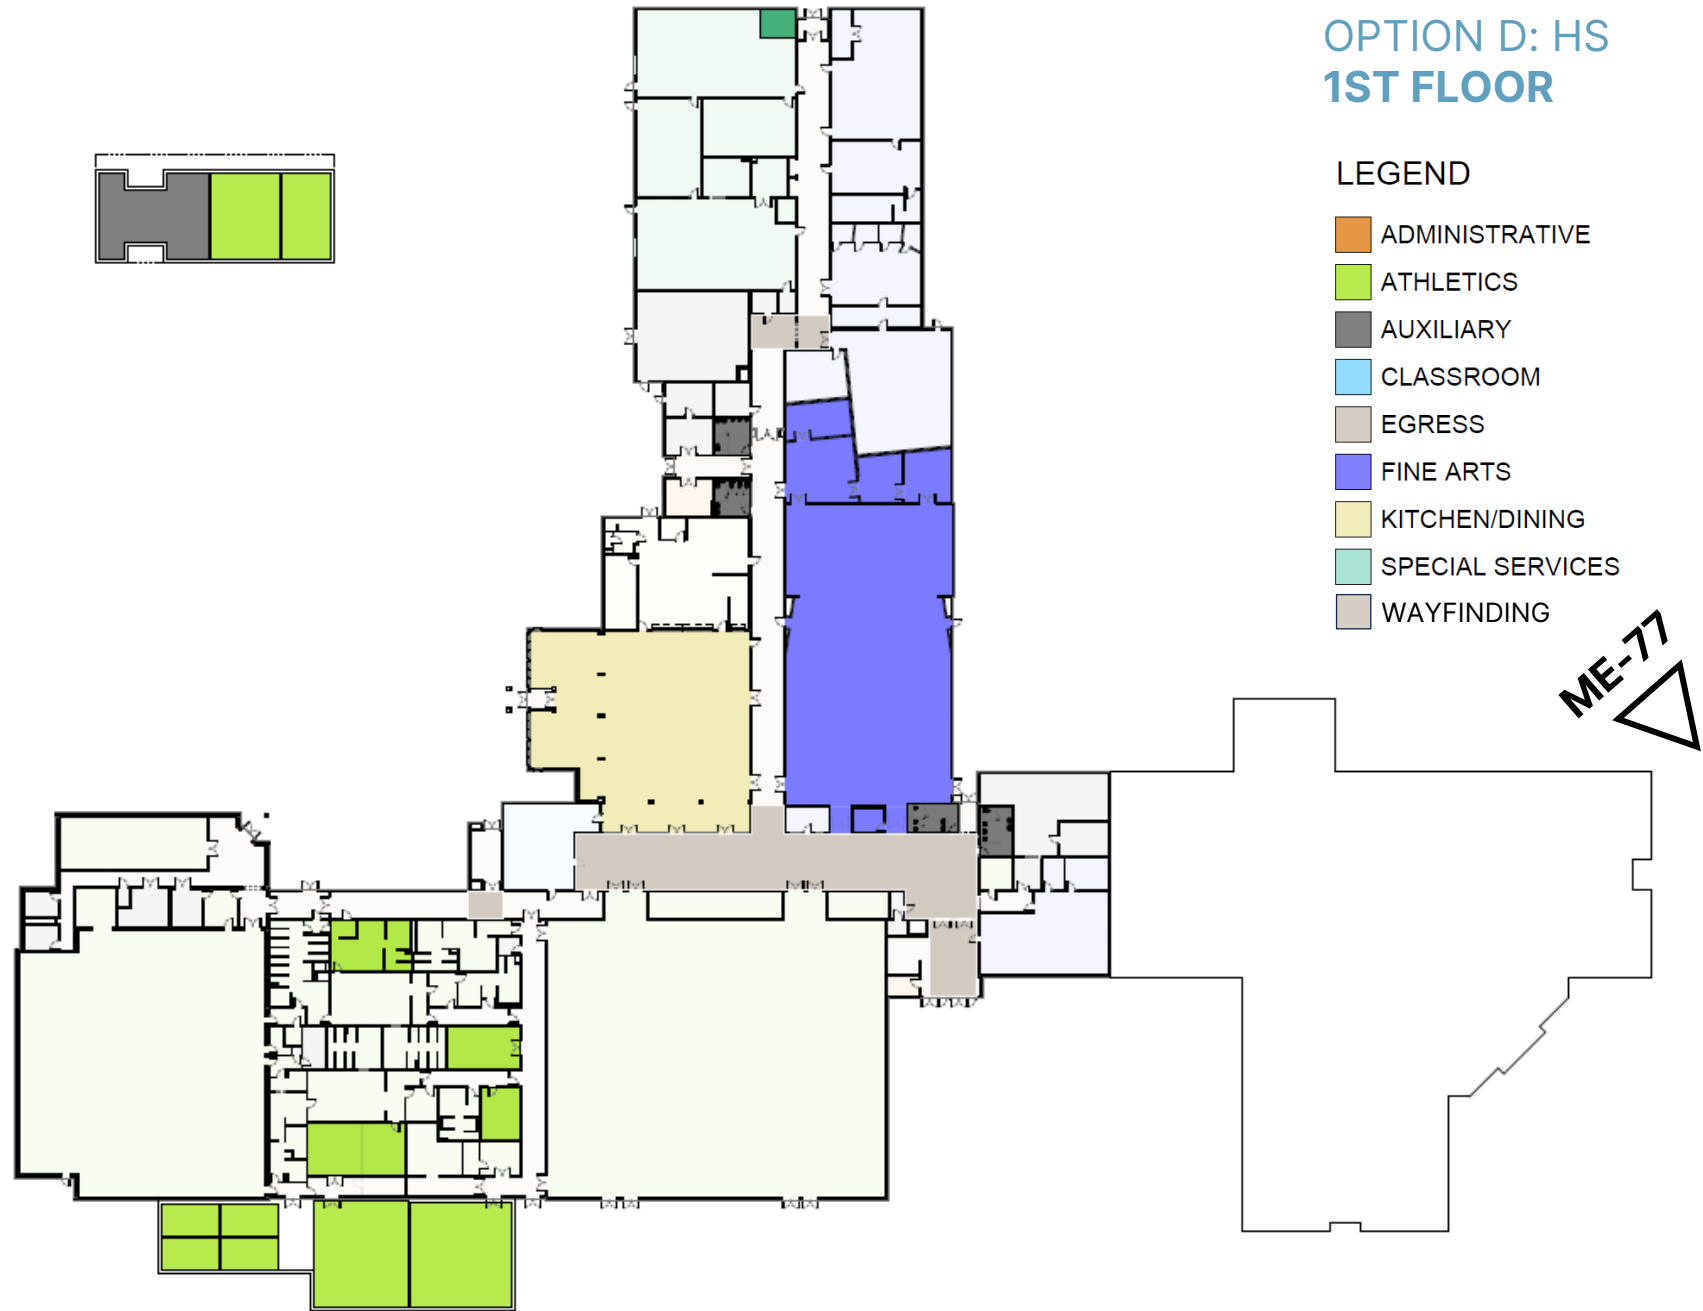 OPTION D: HS
1ST FLOOR
LEGEND
ADMINISTRATIVE
ATHLETICS
AUXILIARY
CLASSROOM
EGRESS
FINE ARTS
KITCHEN/DINING
SPECIAL SERVICES
WAYFINDING
ME-77